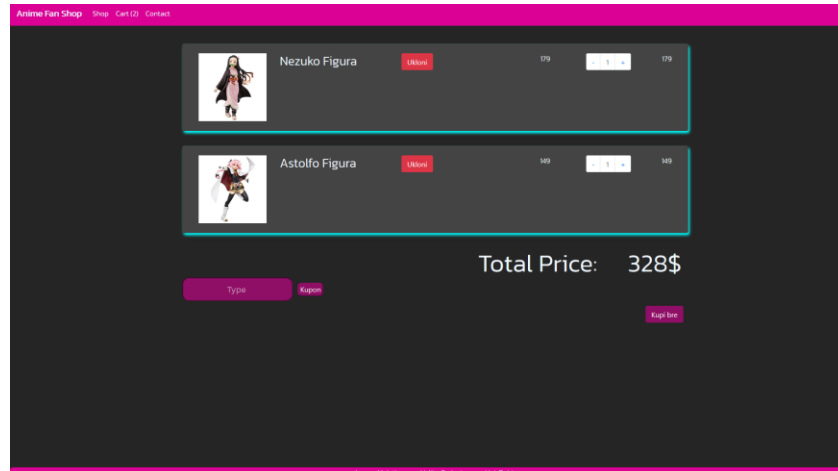 Anime Fan Shop Shop Cart (2) Contact
Nezuko Figura Ukloni 179 - 1 + 179
Astolfo Figura Ukloni 149 - 1 + 149
Total Price: 328$
Type Kupon
Kupi bre